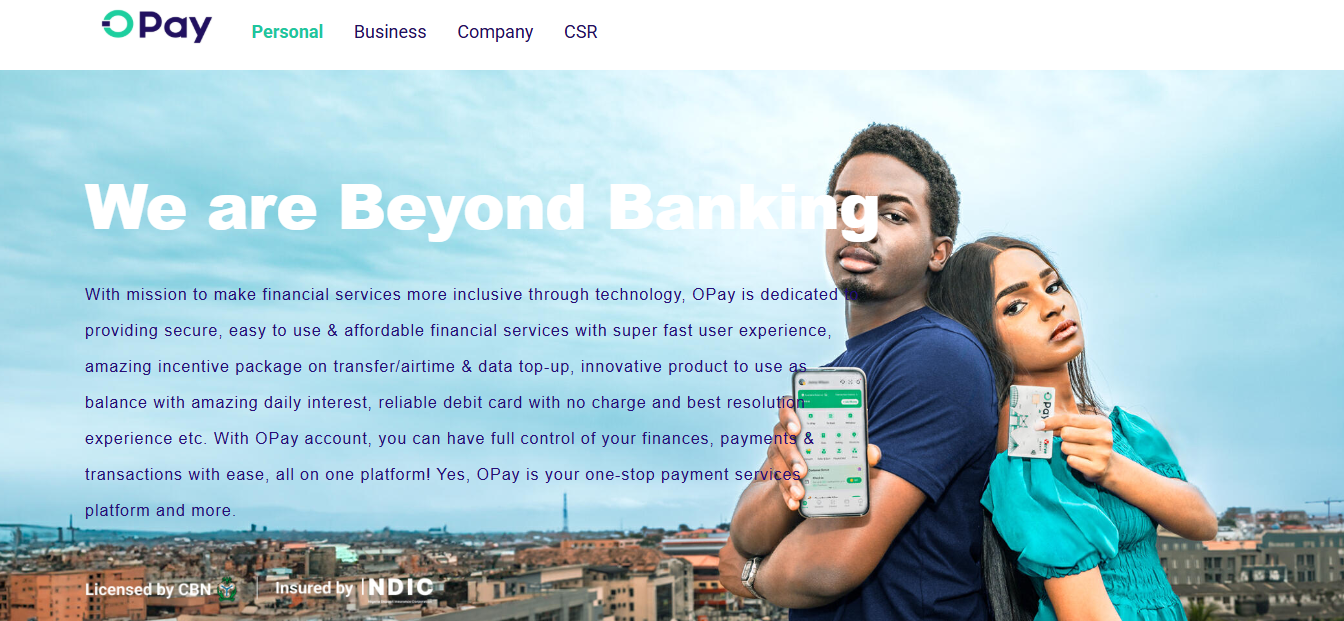 OPay
Personal Business Company CSR
We are Beyond Banking
With mission to make financial services more inclusive through technology, OPay is dedicated to
providing secure, easy to use & affordable financial services with super fast user experience,
amazing incentive package on transfer/airtime & data top-up, innovative product to use as
balance with amazing daily interest, reliable debit card with no charge and best resolution
experience etc. With OPay account, you can have full control of your finances, payments &
transactions with ease, all on one platform! Yes, OPay is your one-stop payment services
platform and more.
OPay
Licensed by CBN | Insured by | NDIC